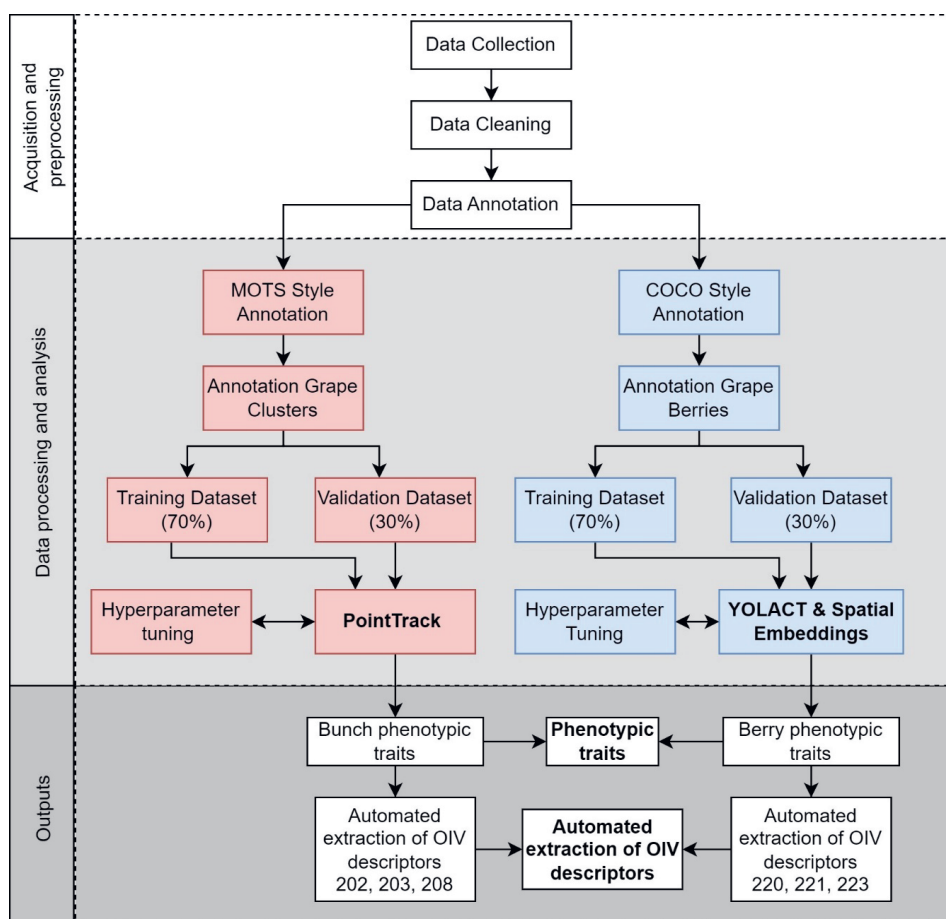 Acquisition and
preprocessing
Data Collection
Data Cleaning
Data Annotation
Data processing and analysis
MOTS Style
Annotation
COCO Style
Annotation
Annotation Grape
Clusters
Annotation Grape
Berries
Training Dataset
(70%)
Validation Dataset
(30%)
Training Dataset
(70%)
Validation Dataset
(30%)
Hyperparameter
tuning
PointTrack
Hyperparameter
Tuning
YOLACT & Spatial
Embeddings
Outputs
Bunch phenotypic
traits
Phenotypic
traits
Berry phenotypic
traits
Automated
extraction of OIV
descriptors
202, 203, 208
Automated
extraction of OIV
descriptors
Automated
extraction of OIV
descriptors
220, 221, 223